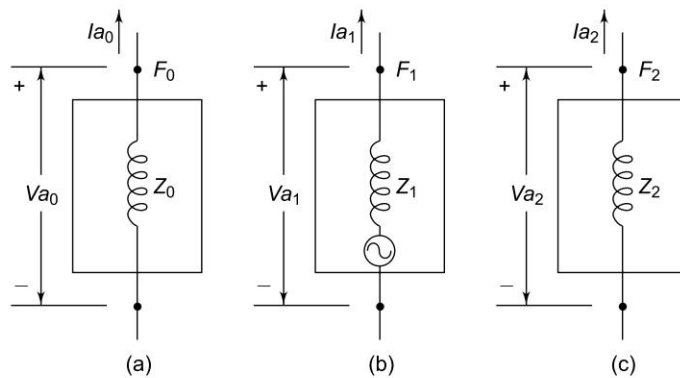 Ia0
Ia1
Ia2
F0
F1
F2
+
+
+
Va0
Z0
Va1
Z1
Va2
Z2
−
−
−
(a)
(b)
(c)